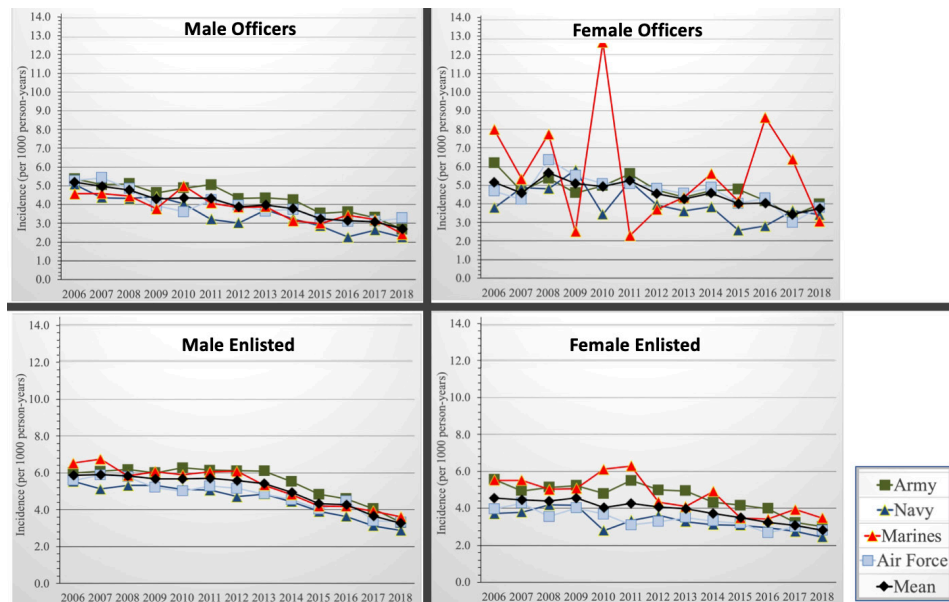 Male Officers
Incidence (per 1000 person-years)
14.0
13.0
12.0
11.0
10.0
9.0
8.0
7.0
6.0
5.0
4.0
3.0
2.0
1.0
0.0
2006 2007 2008 2009 2010 2011 2012 2013 2014 2015 2016 2017 2018
Female Officers
Incidence (per 1000 person-years)
14.0
13.0
12.0
11.0
10.0
9.0
8.0
7.0
6.0
5.0
4.0
3.0
2.0
1.0
0.0
2006 2007 2008 2009 2010 2011 2012 2013 2014 2015 2016 2017 2018
Male Enlisted
Incidence (per 1000 person-years)
14.0
12.0
10.0
8.0
6.0
4.0
2.0
0.0
2006 2007 2008 2009 2010 2011 2012 2013 2014 2015 2016 2017 2018
Female Enlisted
Incidence (per 1000 person-years)
14.0
12.0
10.0
8.0
6.0
4.0
2.0
0.0
2006 2007 2008 2009 2010 2011 2012 2013 2014 2015 2016 2017 2018
Army
Navy
Marines
Air Force
Mean